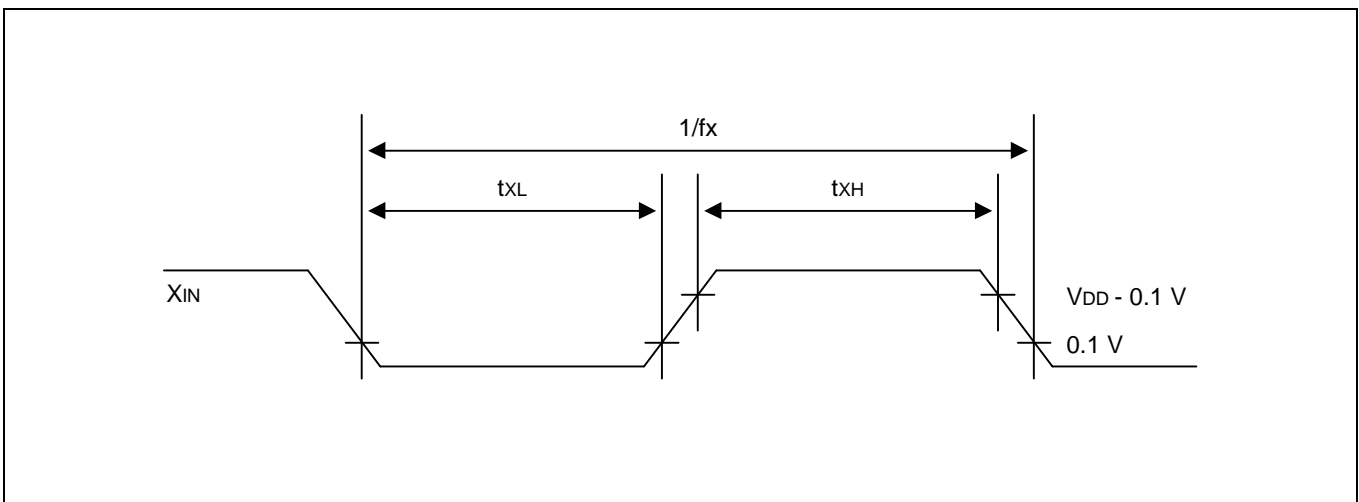 1/fx
tXL
tXH
XIN
VDD - 0.1 V
0.1 V